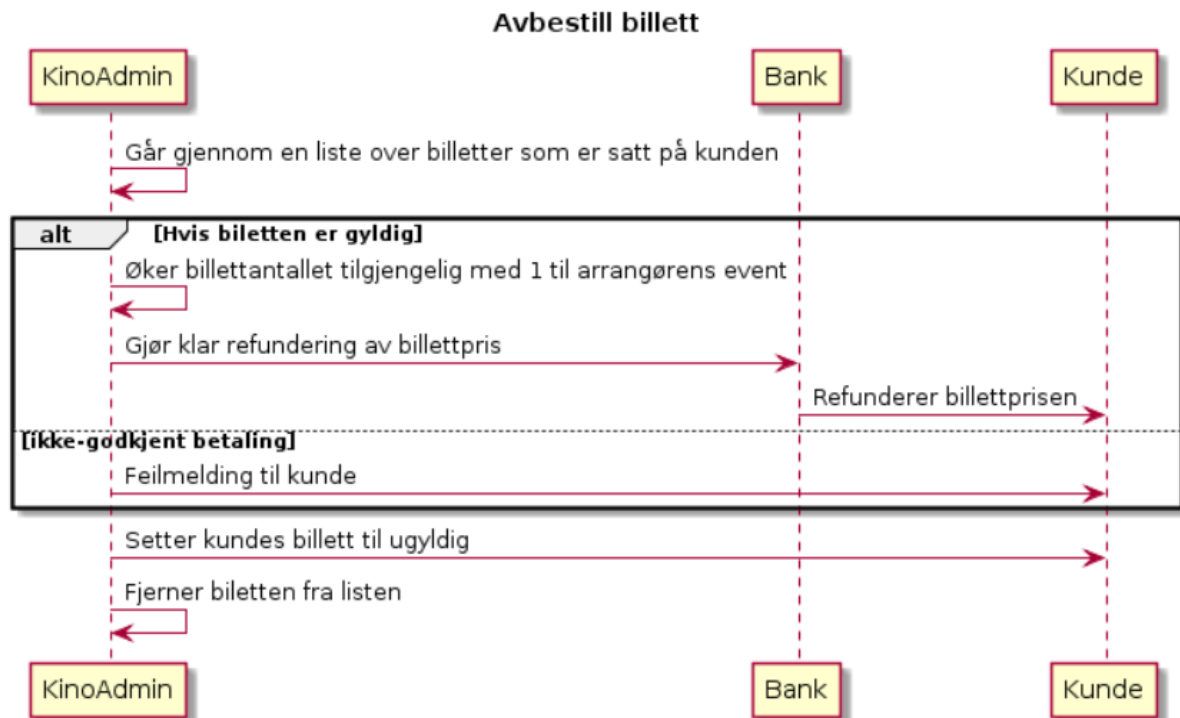 Avbestill billett
KinoAdmin
Bank
Kunde
Går gjennom en liste over billetter som er satt på kunden
alt
[Hvis biletten er gyldig]
Øker billettantallet tilgjengelig med 1 til arrangørens event
Gjør klar refundering av billettpris
Refunderer billettprisen
[ikke-godkjent betaling]
Feilmelding til kunde
Setter kundes billett til ugyldig
Fjerner biletten fra listen
KinoAdmin
Bank
Kunde